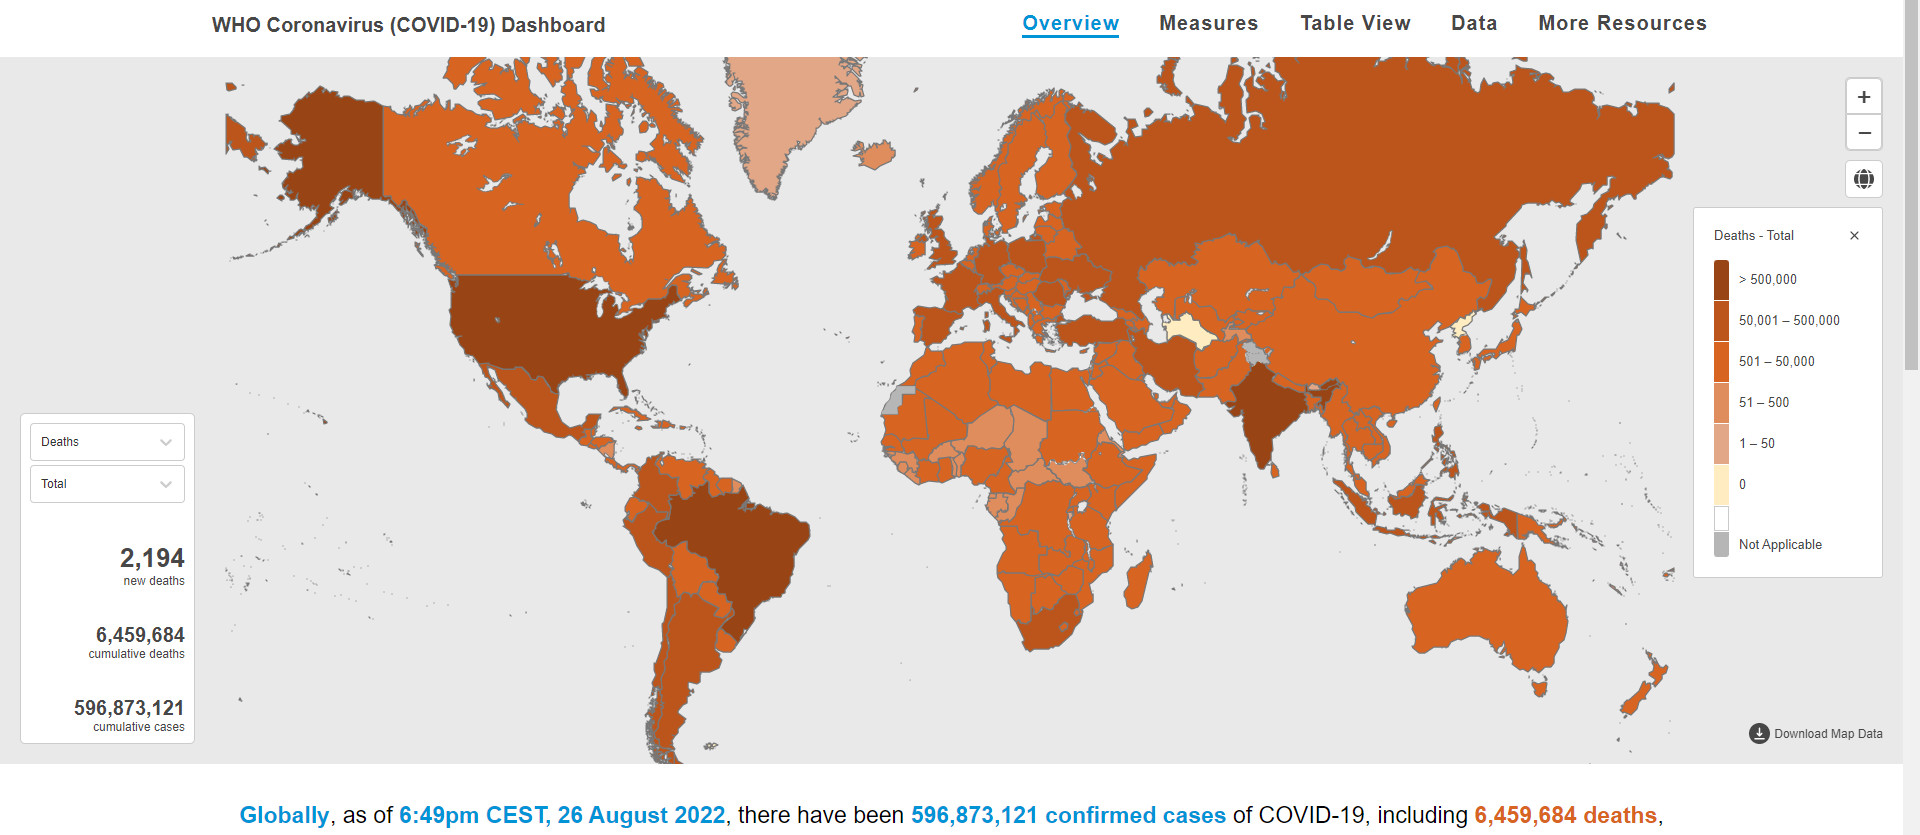 WHO Coronavirus (COVID-19) Dashboard
Overview Measures Table View Data More Resources
+
−
Deaths - Total ×
> 500,000
50,001 – 500,000
501 – 50,000
51 – 500
1 – 50
0
Not Applicable
Deaths
Total
2,194
new deaths
6,459,684
cumulative deaths
596,873,121
cumulative cases
Download Map Data
Globally, as of 6:49pm CEST, 26 August 2022, there have been 596,873,121 confirmed cases of COVID-19, including 6,459,684 deaths,